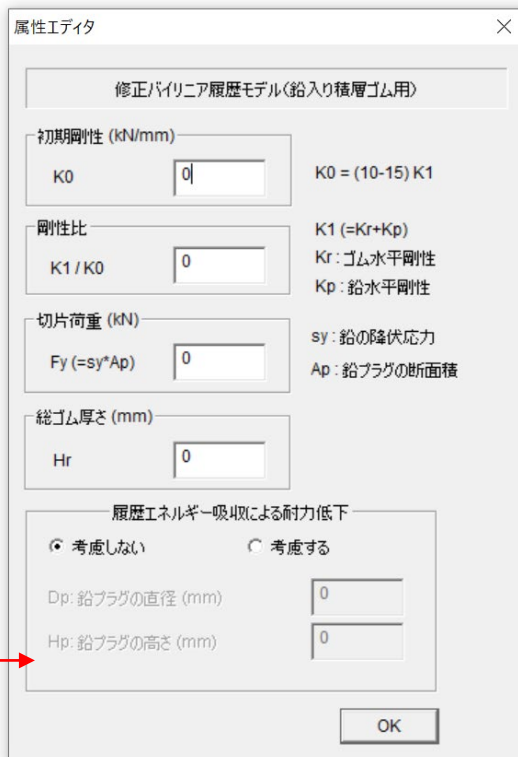 属性エディタ
修正バイリニア履歴モデル(鉛入り積層ゴム用)
初期剛性 (kN/mm)
K0
0
K0 = (10-15) K1
剛性比
K1 / K0
0
K1 (=Kr+Kp)
Kr : ゴム水平剛性
Kp : 鉛水平剛性
切片荷重 (kN)
Fy (=sy*Ap)
0
sy : 鉛の降伏応力
Ap : 鉛プラグの断面積
総ゴム厚さ (mm)
Hr
0
履歴エネルギー吸収による耐力低下
考慮しない
考慮する
Dp: 鉛プラグの直径 (mm)
0
Hp: 鉛プラグの高さ (mm)
0
OK